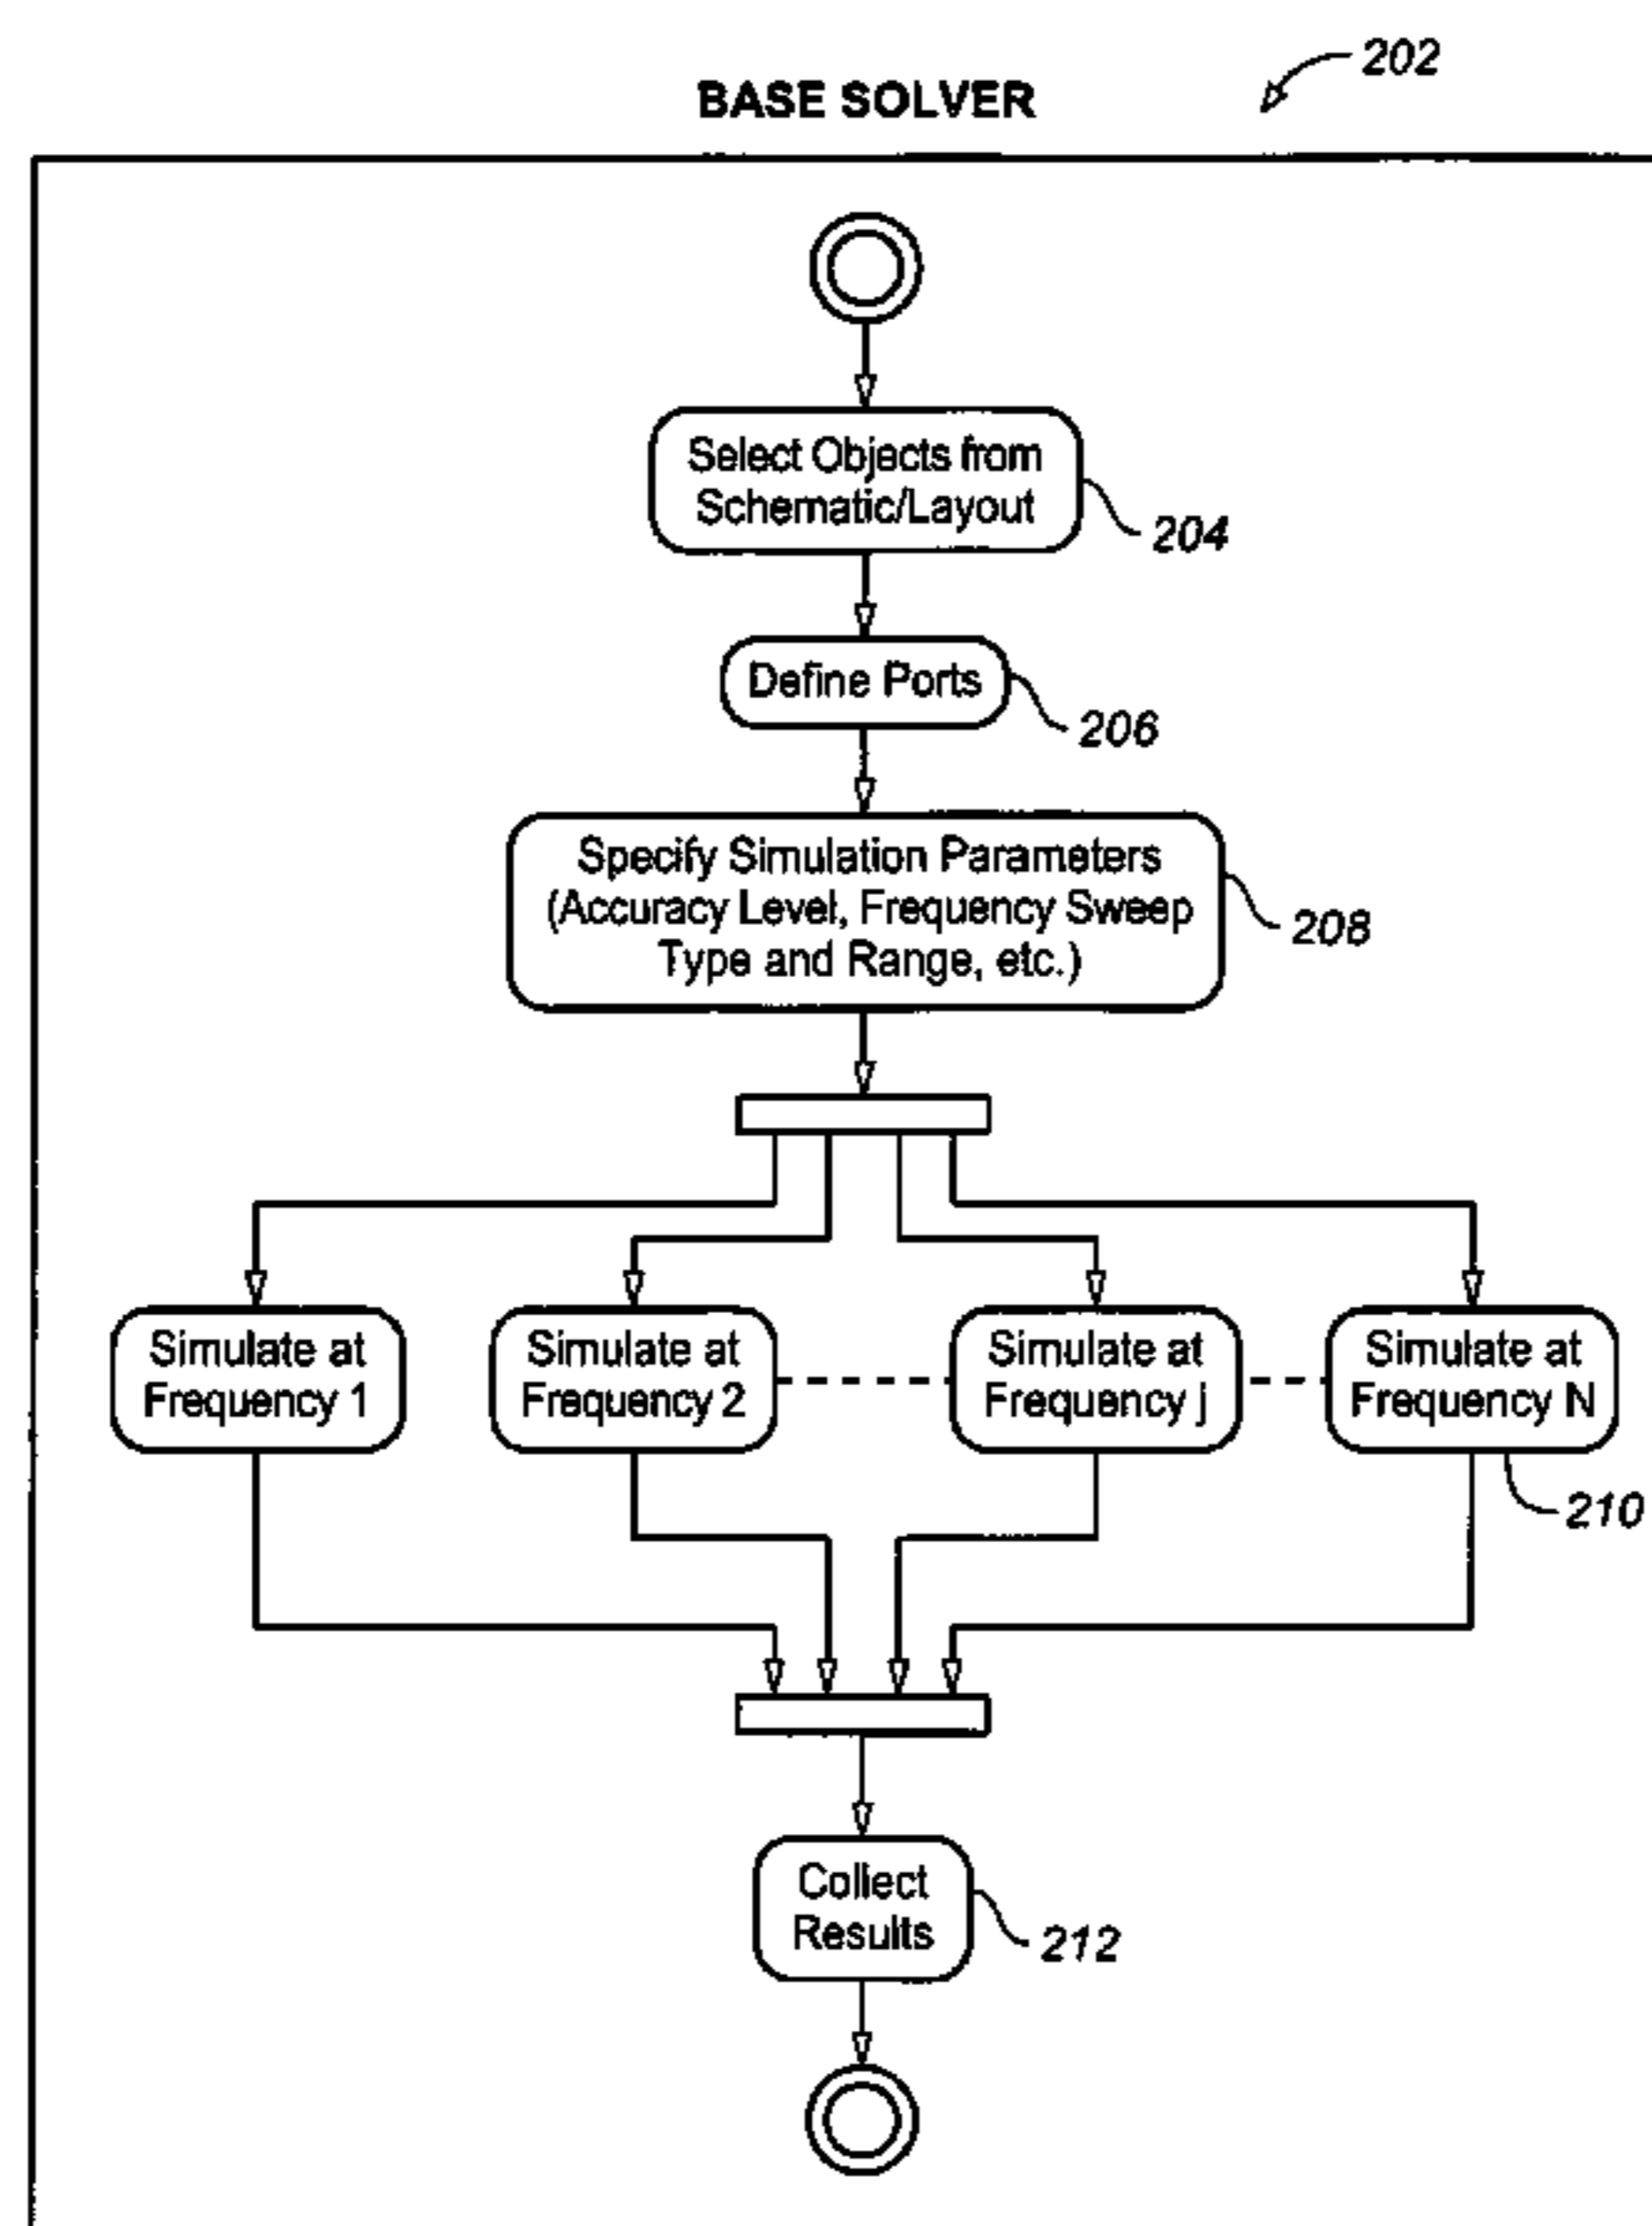 202
BASE SOLVER
Select Objects from
Schematic/Layout
204
Define Ports
206
Specify Simulation Parameters
(Accuracy Level, Frequency Sweep
Type and Range, etc.)
208
Simulate at
Frequency 1
Simulate at
Frequency 2
Simulate at
Frequency j
Simulate at
Frequency N
210
Collect
Results
212